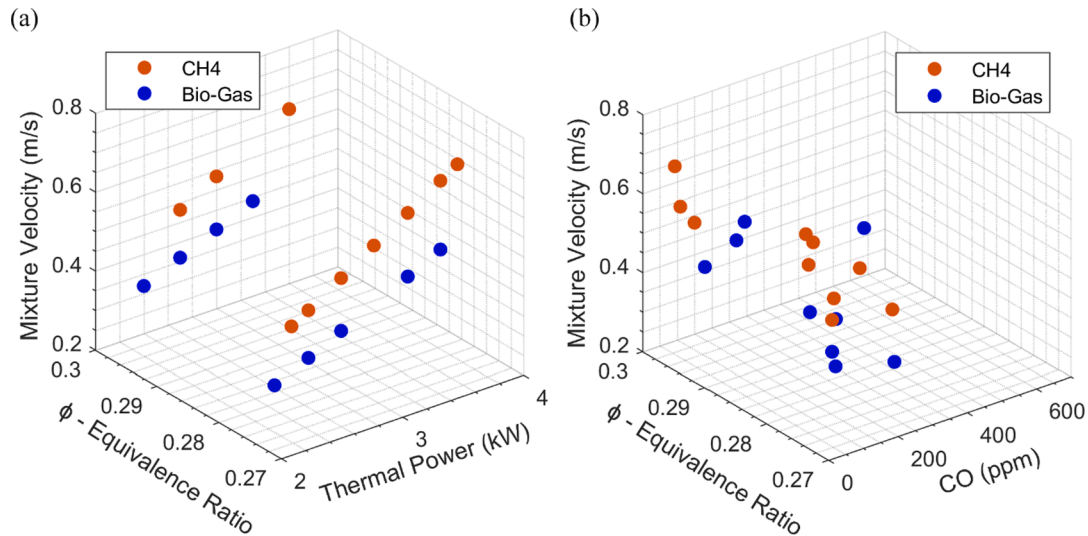 (a)
CH4
Bio-Gas
Mixture Velocity (m/s)
0.8
0.6
0.4
0.2
0.3
0.29
0.28
0.27
ϕ - Equivalence Ratio
2
3
4
Thermal Power (kW)
(b)
CH4
Bio-Gas
Mixture Velocity (m/s)
0.8
0.6
0.4
0.2
0.3
0.29
0.28
0.27
ϕ - Equivalence Ratio
0
200
400
600
CO (ppm)